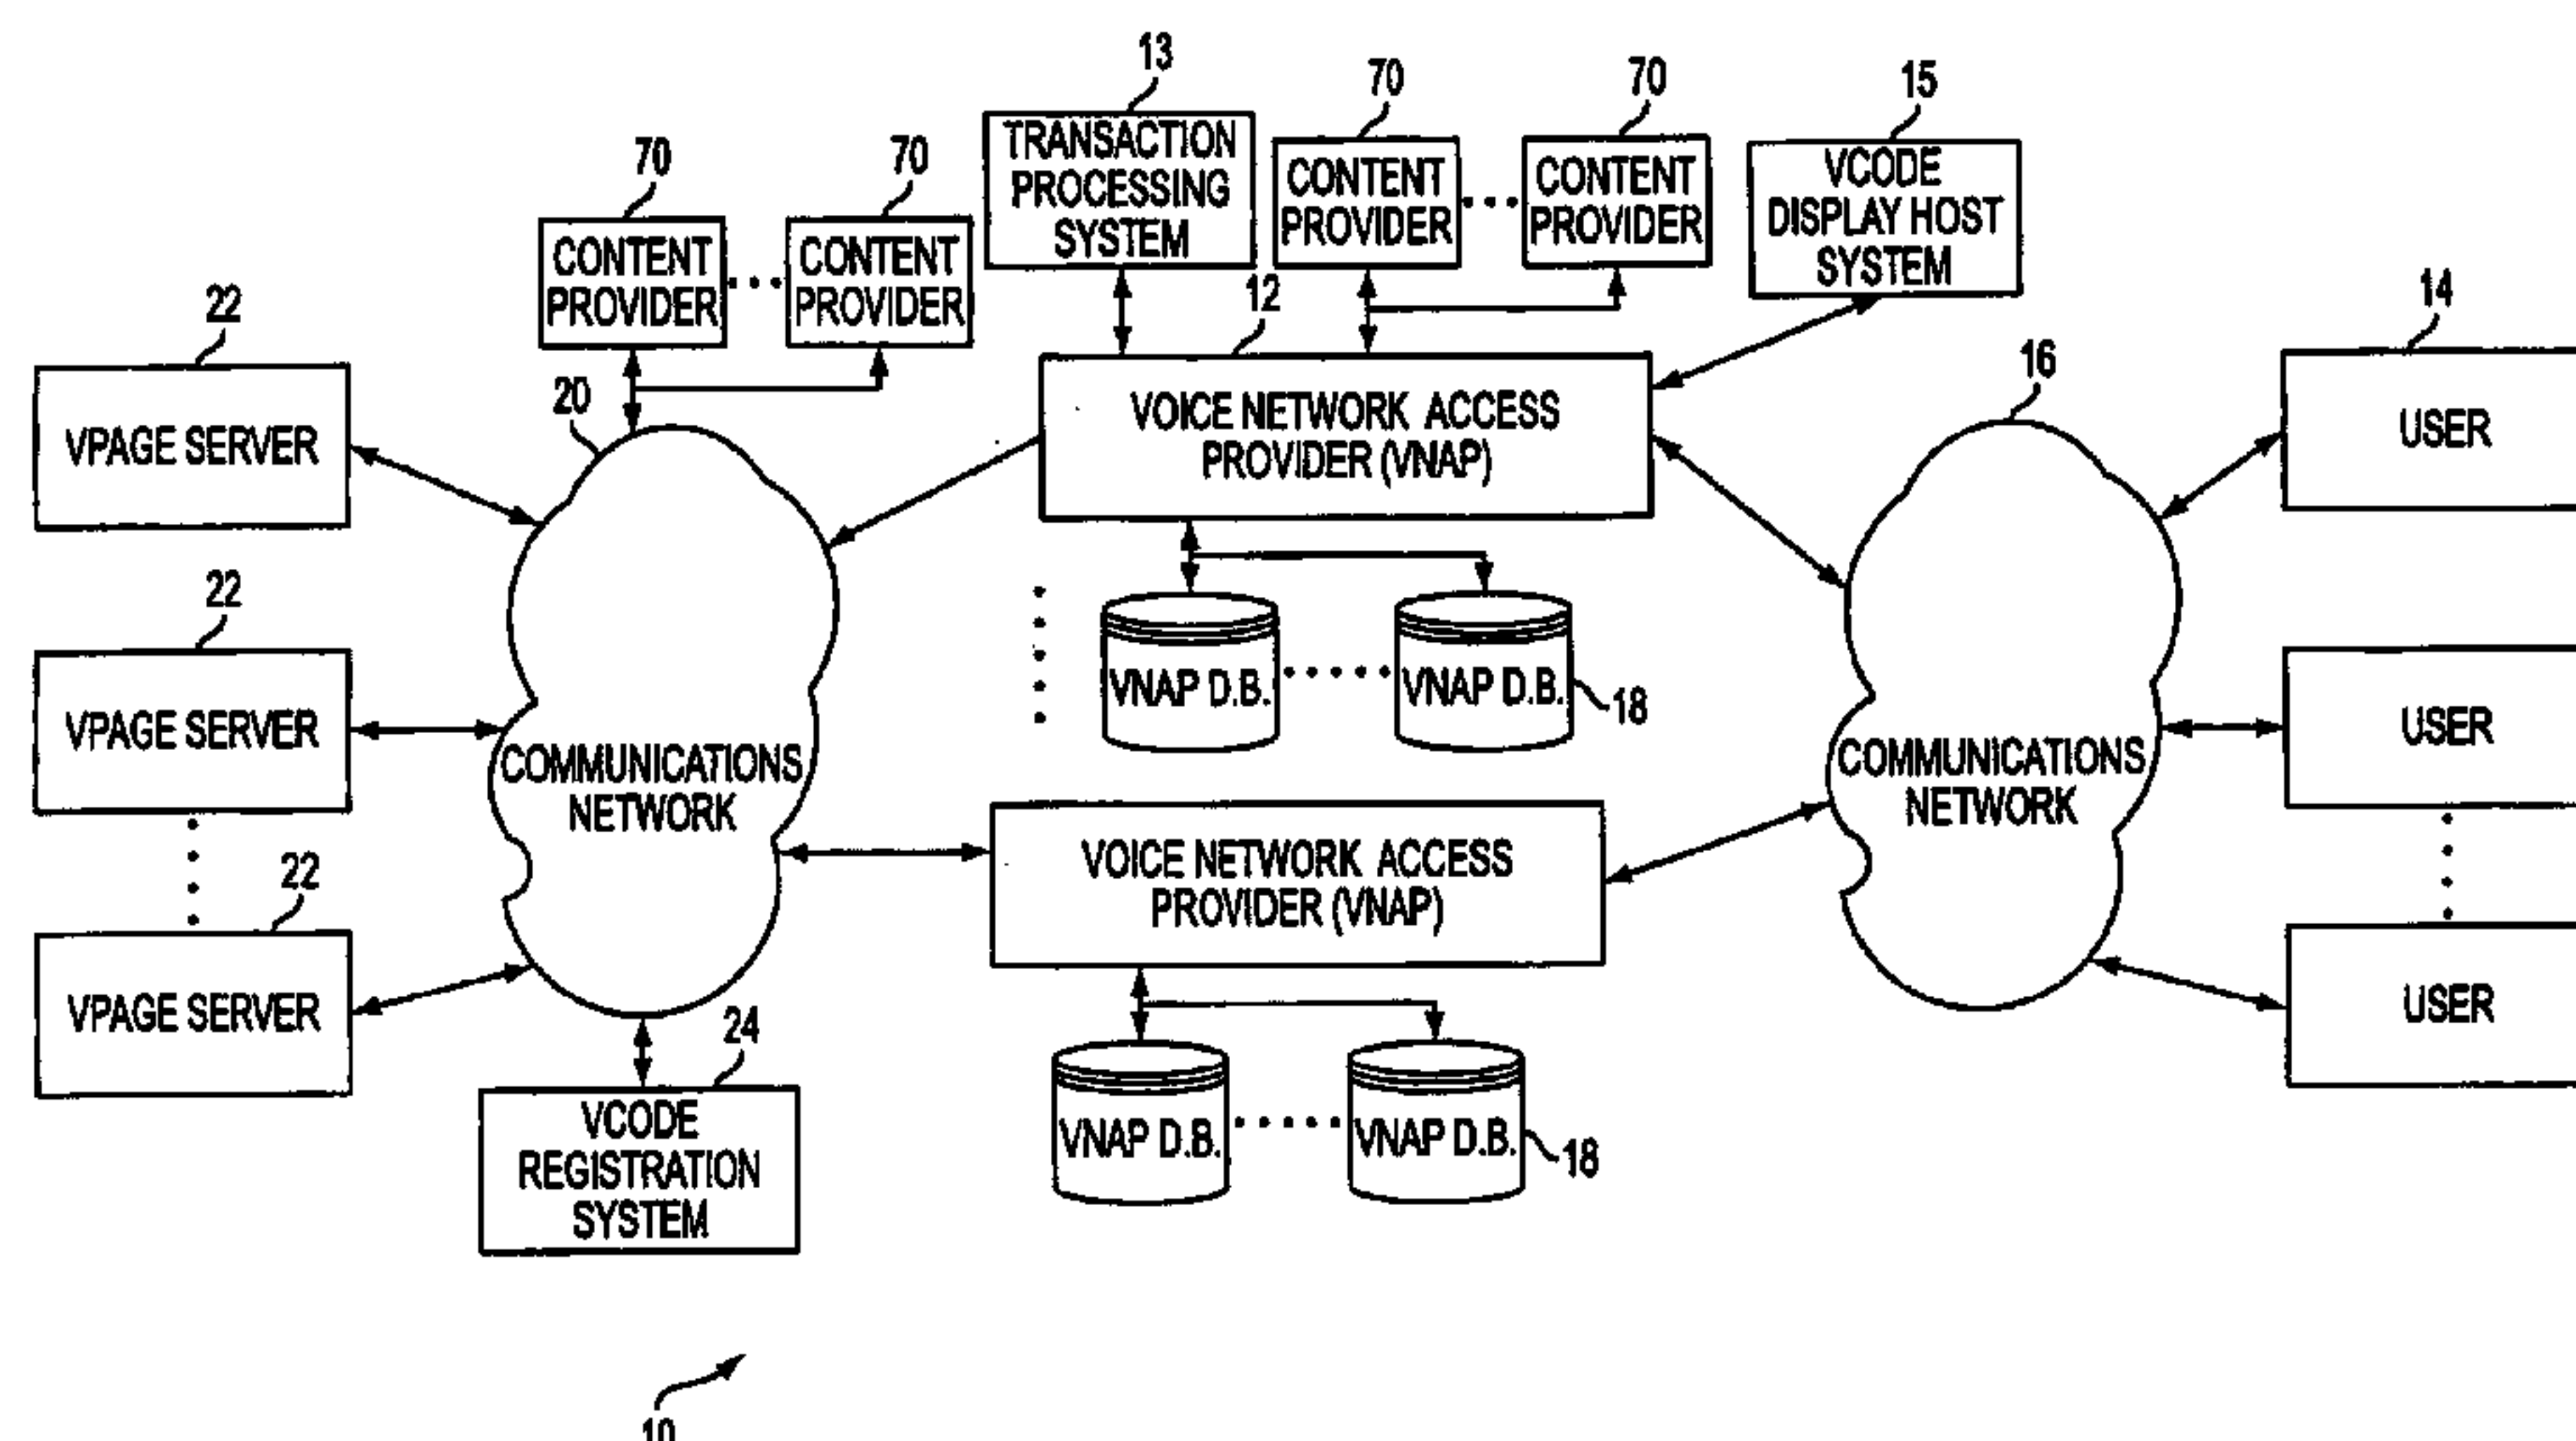 13
70
70
15
TRANSACTION
PROCESSING
SYSTEM
CONTENT
PROVIDER
CONTENT
PROVIDER
VCODE
DISPLAY HOST
SYSTEM
70
70
CONTENT
PROVIDER
CONTENT
PROVIDER
22
20
12
16
14
VPAGE SERVER
VOICE NETWORK ACCESS
PROVIDER (VNAP)
USER
22
VPAGE SERVER
COMMUNICATIONS
NETWORK
VNAP D.B.
VNAP D.B.
18
COMMUNICATIONS
NETWORK
USER
22
VPAGE SERVER
VOICE NETWORK ACCESS
PROVIDER (VNAP)
USER
24
VCODE
REGISTRATION
SYSTEM
VNAP D.B.
VNAP D.B.
18
10